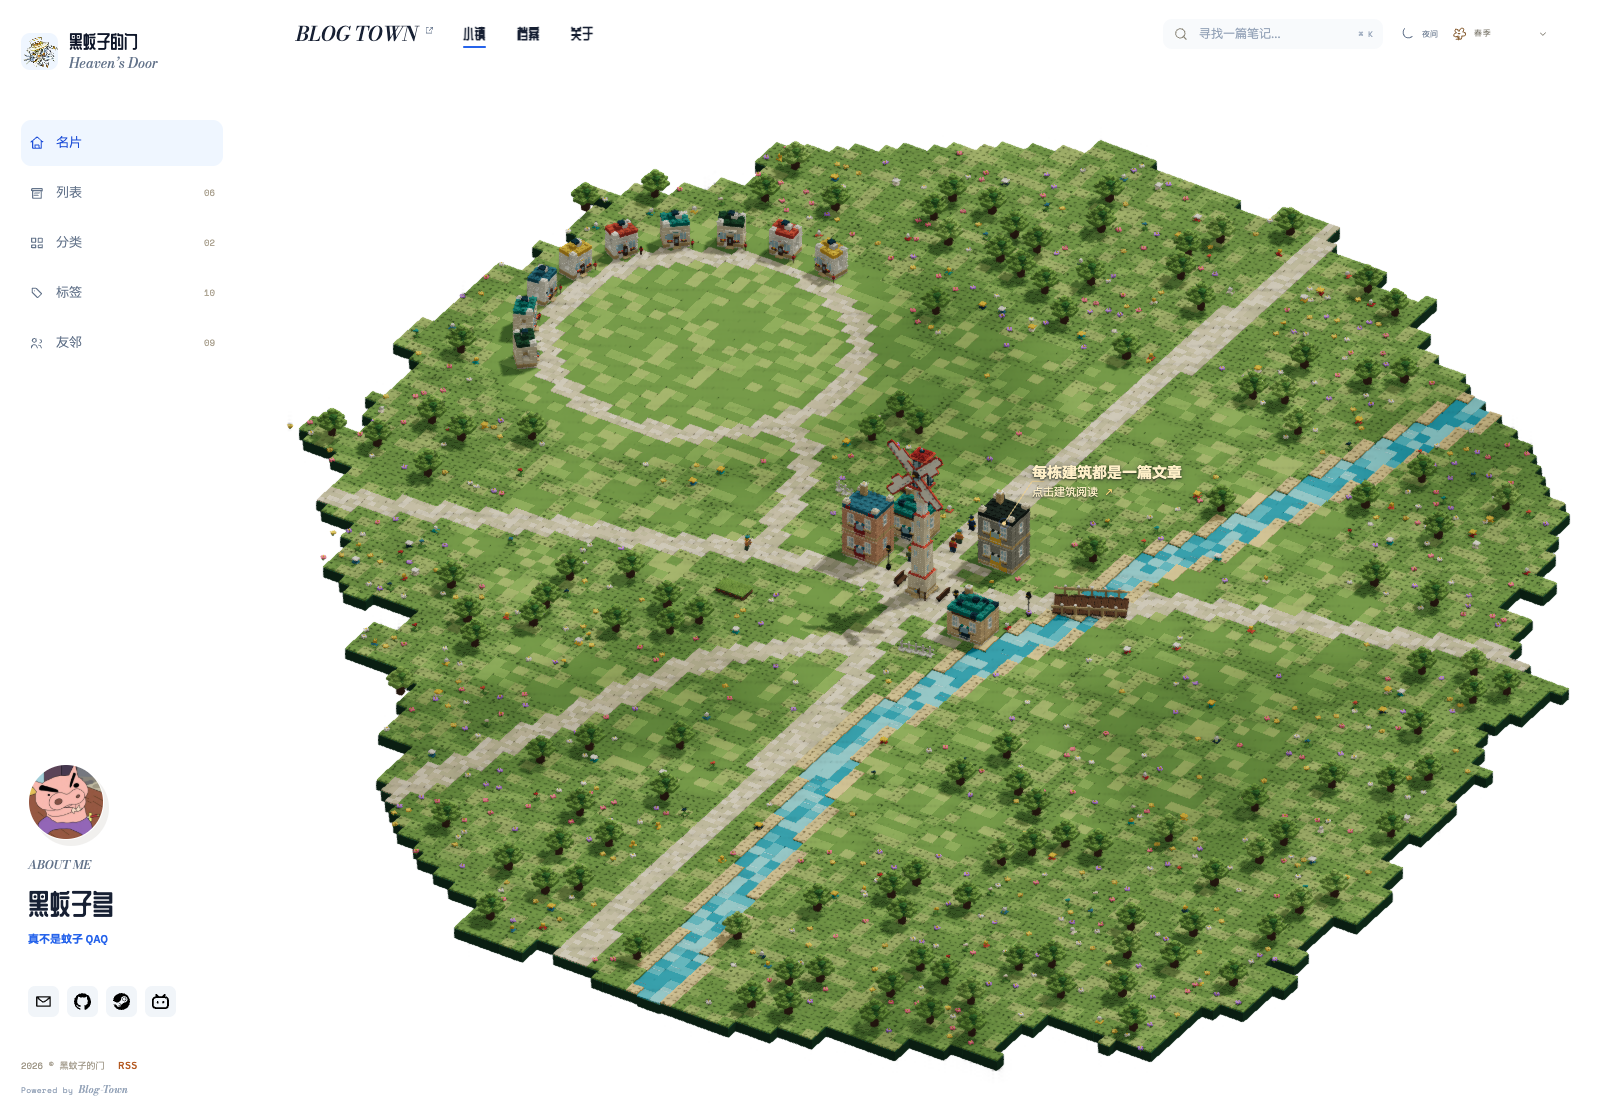 黑蚊子的门
Heaven's Door
BLOG TOWN
小镇
档案
关于
寻找一篇笔记...
⌘ K
夜间
春季
名片
列表
06
分类
02
标签
10
友邻
09
每栋建筑都是一篇文章
点击建筑阅读 ↗
ABOUT ME
黑蚊子多
真不是蚊子 QAQ
2026 © 黑蚊子的门
RSS
Powered by Blog-Town